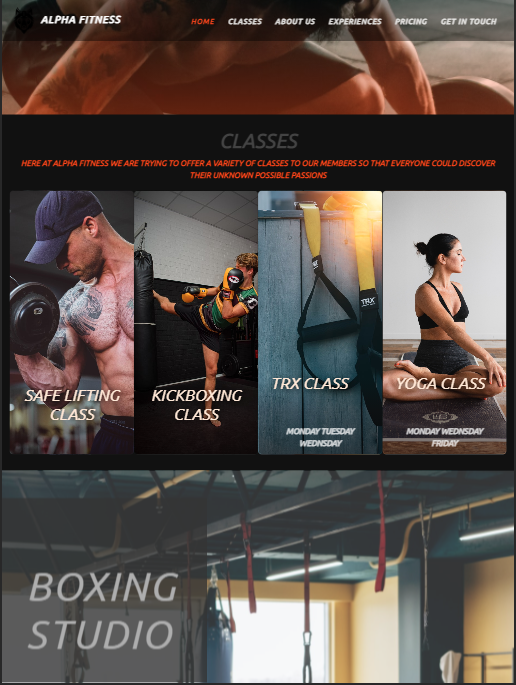 ALPHA FITNESS
HOME CLASSES ABOUT US EXPERIENCES PRICING GET IN TOUCH
CLASSES
HERE AT ALPHA FITNESS WE ARE TRYING TO OFFER A VARIETY OF CLASSES TO OUR MEMBERS SO THAT EVERYONE COULD DISCOVER
THEIR UNKNOWN POSSIBLE PASSIONS
SAFE LIFTING
CLASS
KICKBOXING
CLASS
TRX
TRX CLASS
MONDAY TUESDAY
WEDNSDAY
YOGA CLASS
MONDAY WEDNSDAY
FRIDAY
BOXING
STUDIO